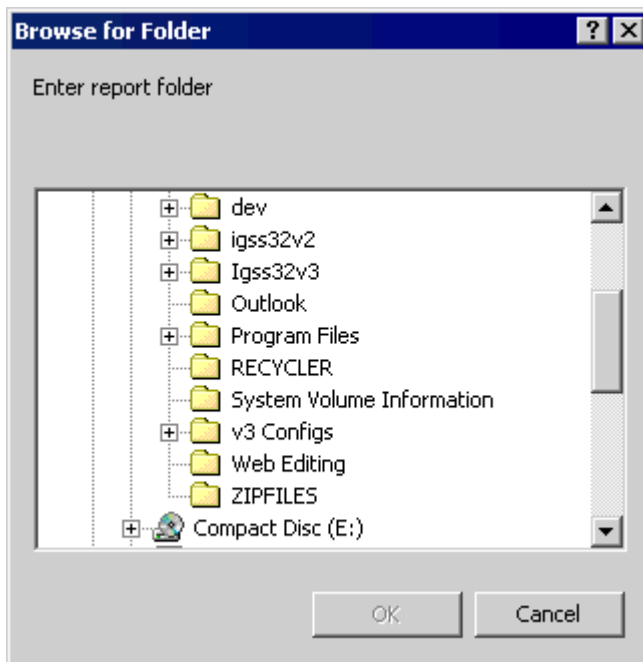 Browse for Folder
Enter report folder
dev
igss32v2
Igss32v3
Outlook
Program Files
RECYCLER
System Volume Information
v3 Configs
Web Editing
ZIPFILES
Compact Disc (E:)
OK
Cancel